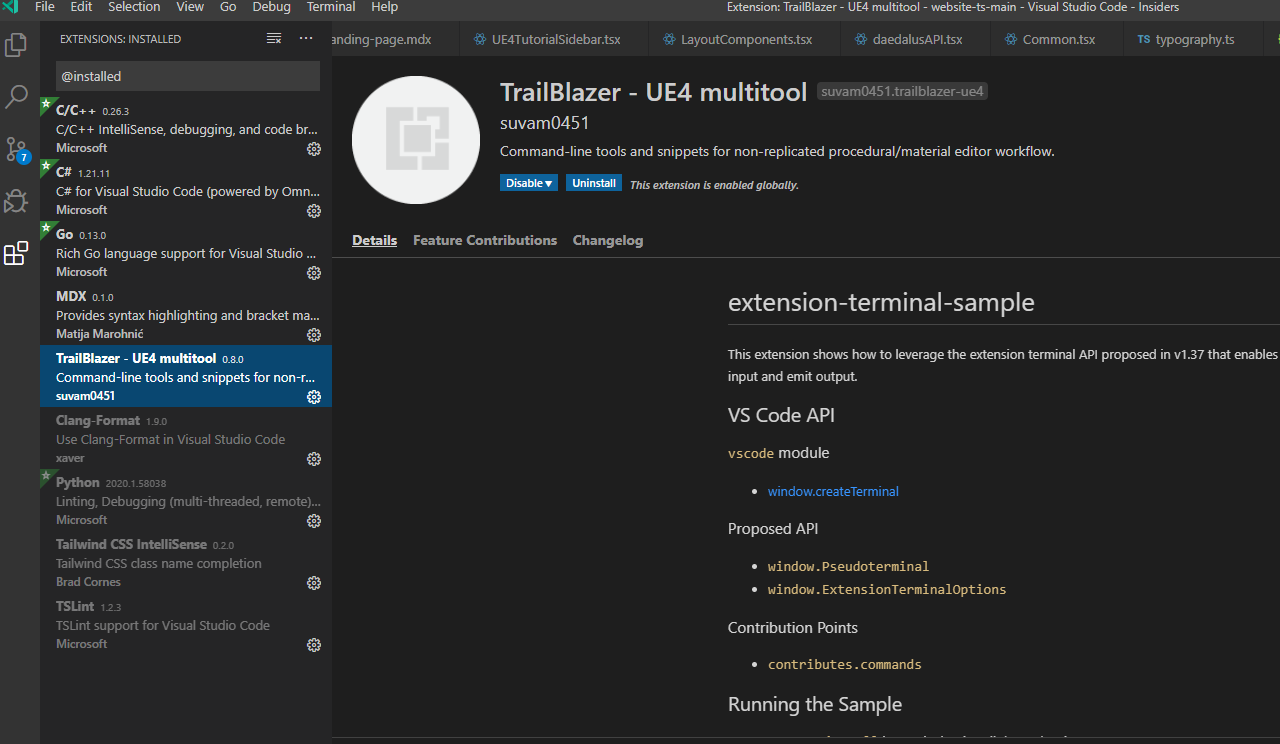 File Edit Selection View Go Debug Terminal Help
Extension: TrailBlazer - UE4 multitool - website-ts-main - Visual Studio Code - Insiders
EXTENSIONS: INSTALLED
@installed
C/C++ 0.26.3
C/C++ IntelliSense, debugging, and code br...
Microsoft
C# 1.21.11
C# for Visual Studio Code (powered by Omn...
Microsoft
Go 0.13.0
Rich Go language support for Visual Studio ...
Microsoft
MDX 0.1.0
Provides syntax highlighting and bracket ma...
Matija Marohnić
TrailBlazer - UE4 multitool 0.8.0
Command-line tools and snippets for non-r...
suvam0451
Clang-Format 1.9.0
Use Clang-Format in Visual Studio Code
xaver
Python 2020.1.58038
Linting, Debugging (multi-threaded, remote)...
Microsoft
Tailwind CSS IntelliSense 0.2.0
Tailwind CSS class name completion
Brad Cornes
TSLint 1.2.3
TSLint support for Visual Studio Code
Microsoft
7
anding-page.mdx UE4TutorialSidebar.tsx LayoutComponents.tsx daedalusAPI.tsx Common.tsx TS typography.ts
TrailBlazer - UE4 multitool suvam0451.trailblazer-ue4
suvam0451
Command-line tools and snippets for non-replicated procedural/material editor workflow.
Disable Uninstall This extension is enabled globally.
Details Feature Contributions Changelog
extension-terminal-sample
This extension shows how to leverage the extension terminal API proposed in v1.37 that enables
input and emit output.
VS Code API
vscode module
window.createTerminal
Proposed API
window.Pseudoterminal
window.ExtensionTerminalOptions
Contribution Points
contributes.commands
Running the Sample